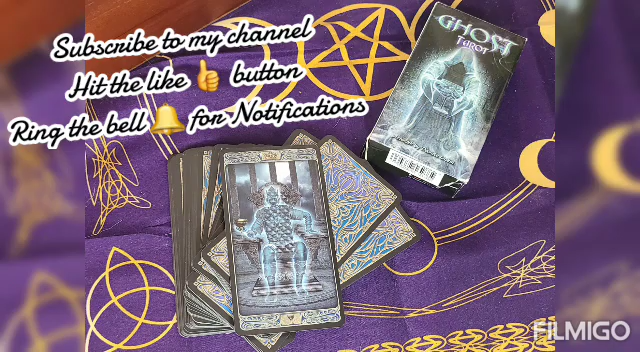 Subscribe to my channel
Hit the like 👍 button
Ring the bell 🔔 for Notifications
GHOST
TAROT
FILMIGO